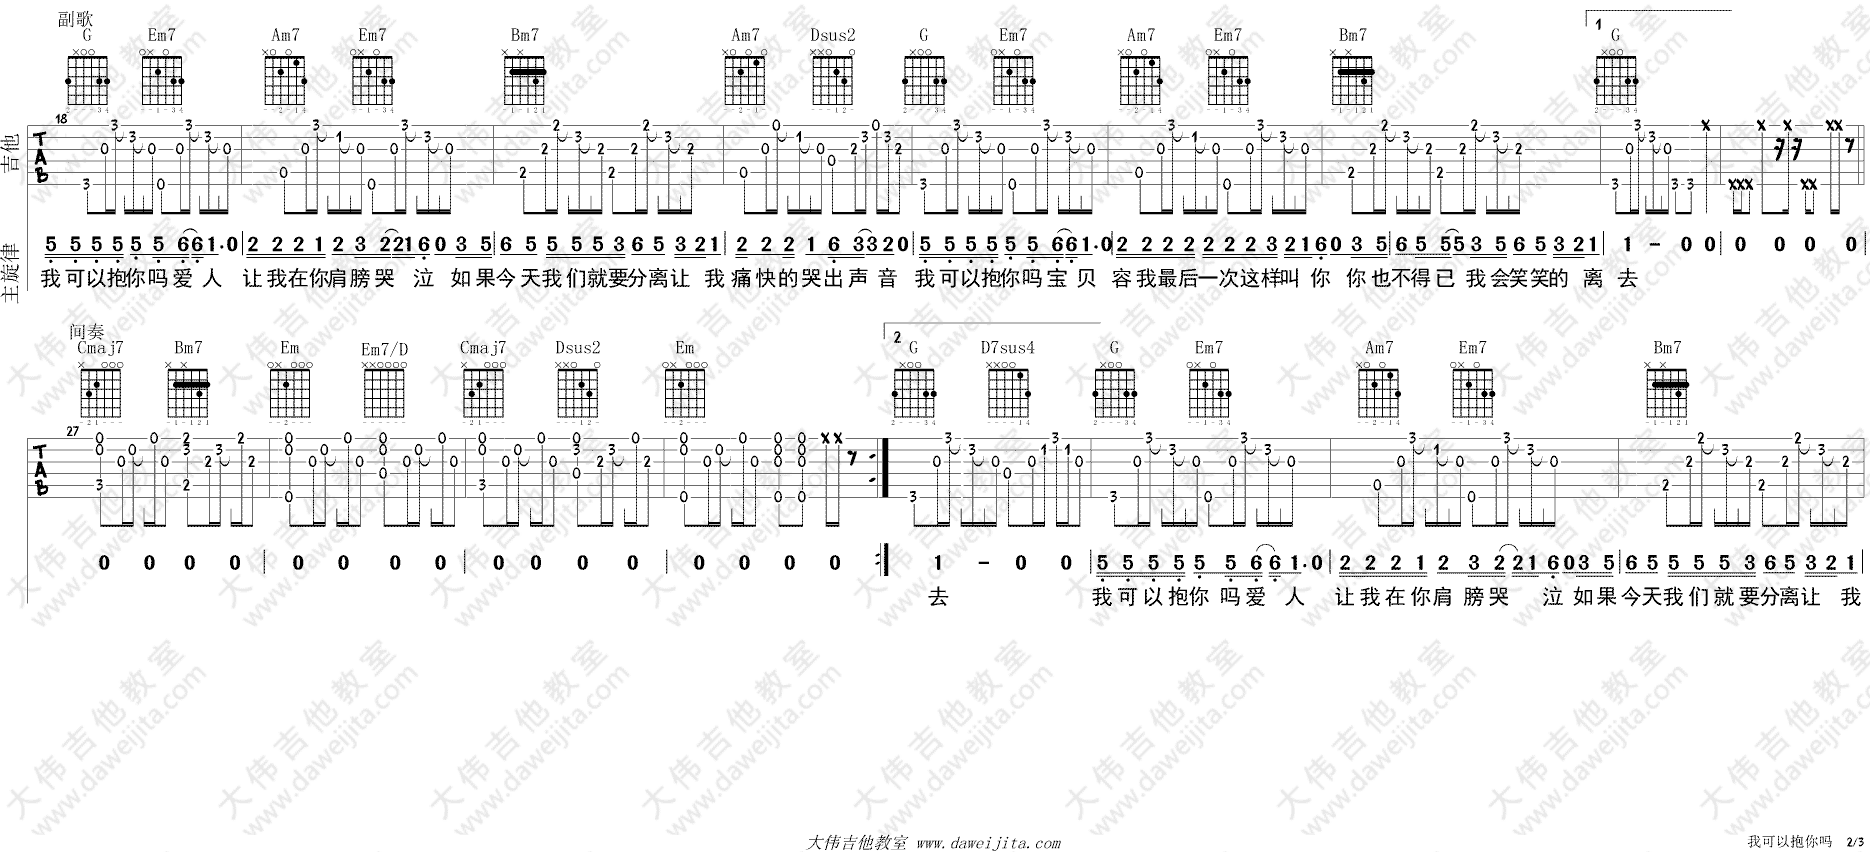 副歌
G Em7 Am7 Em7 Bm7 Am7 Dsus2 G Em7 Am7 Em7 Bm7 1 G
吉他 TAB 18
主旋律
5 5 5 5 5 5 6 6 1. 0 2 2 2 1 2 3 2 2 1 6 0 3 5 6 5 5 5 3 6 5 3 2 1 2 2 2 1 6 3 3 2 0 5 5 5 5 5 5 6 6 1. 0 2 2 2 2 2 2 3 2 1 6 0 3 5 6 5 5 5 3 5 6 5 3 2 1 1 - 0 0 0 0 0 0
我可以抱你吗爱人 让我在你肩膀哭 泣 如果今天我们就要分离让 我 痛快的哭出声音 我可以抱你吗宝贝 容我最后一次这样叫你 你也不得已 我会笑笑的 离 去
间奏
Cmaj7 Bm7 Em Em7/D Cmaj7 Dsus2 Em 2 G D7sus4 G Em7 Am7 Em7 Bm7
27
TAB
0 0 0 0 0 0 0 0 0 0 0 0 0 0 0 0 1 - 0 0 5 5 5 5 5 5 6 6 1. 0 2 2 2 1 2 3 2 2 1 6 0 3 5 6 5 5 5 3 6 5 3 2 1
去 我可以抱你吗爱人 让我在你肩膀哭 泣如果今天我们就要分离让 我
大伟吉他教室 www.daweijita.com
我可以抱你吗 2/3